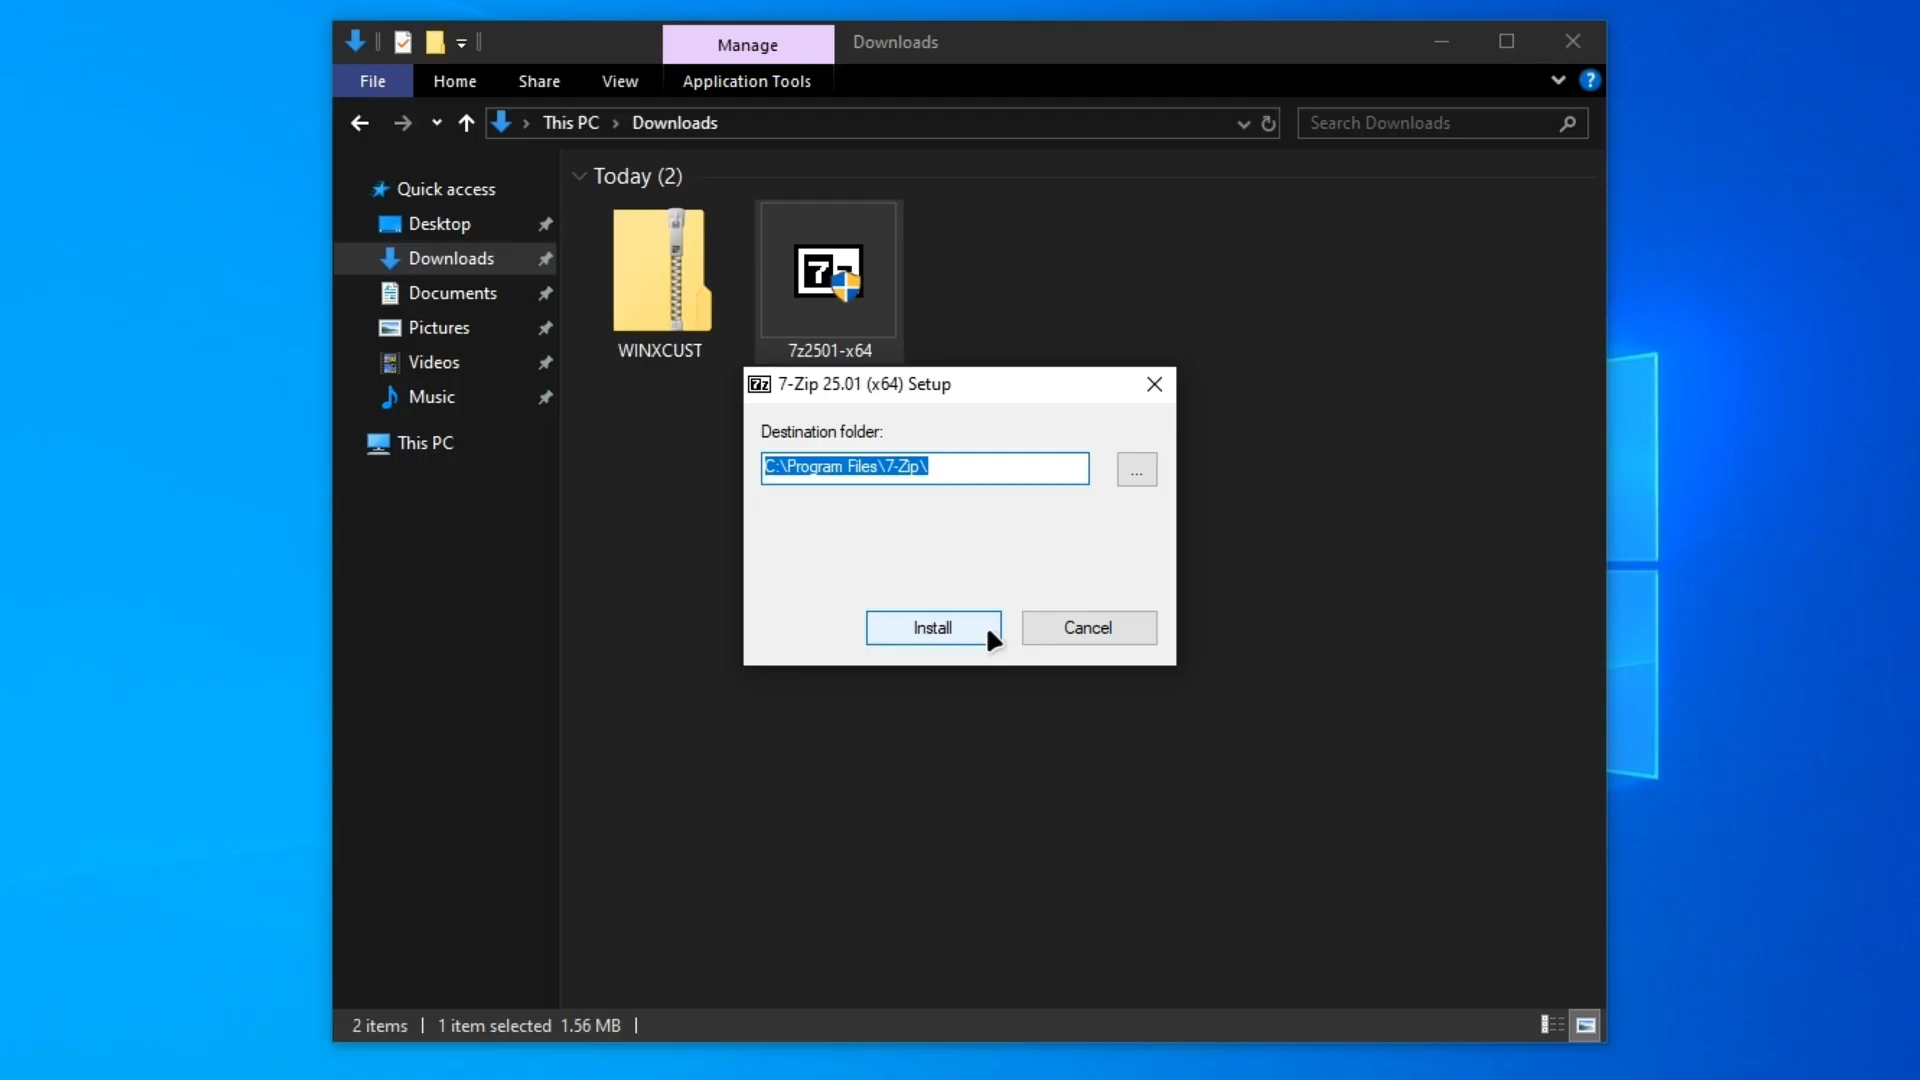 Manage
Downloads
File
Home
Share
View
Application Tools
?
This PC
Downloads
Search Downloads
Quick access
Desktop
Downloads
Documents
Pictures
Videos
Music
This PC
Today (2)
WINXCUST
7z2501-x64
7z 7-Zip 25.01 (x64) Setup
Destination folder:
C:\Program Files\7-Zip\
...
Install
Cancel
2 items
1 item selected 1.56 MB